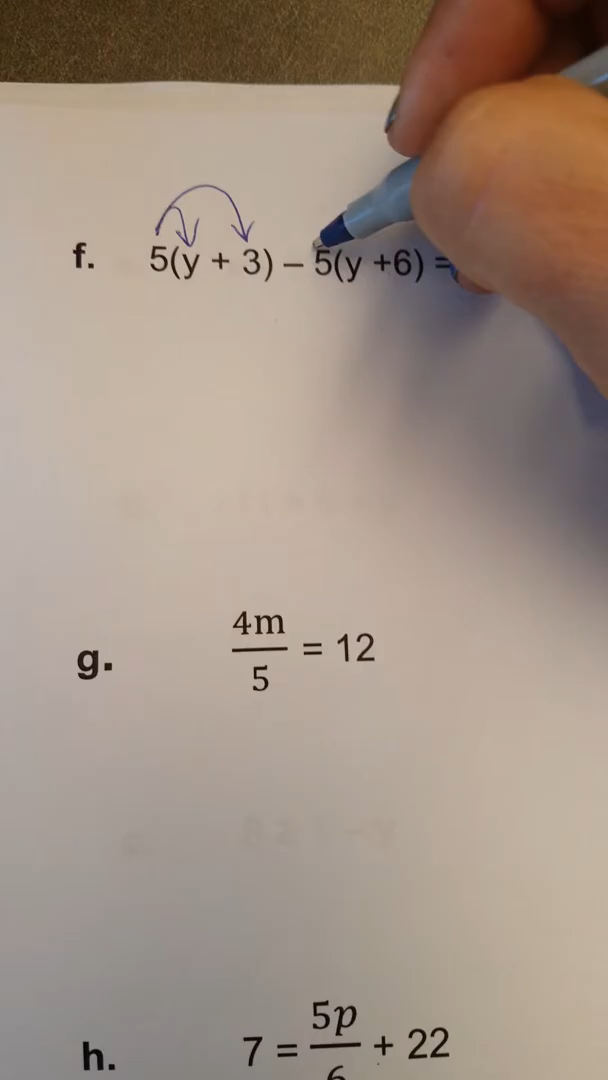 f. 5(y + 3) – 5(y +6) =
g. 4m/5 = 12
h. 7 = 5p/6 + 22